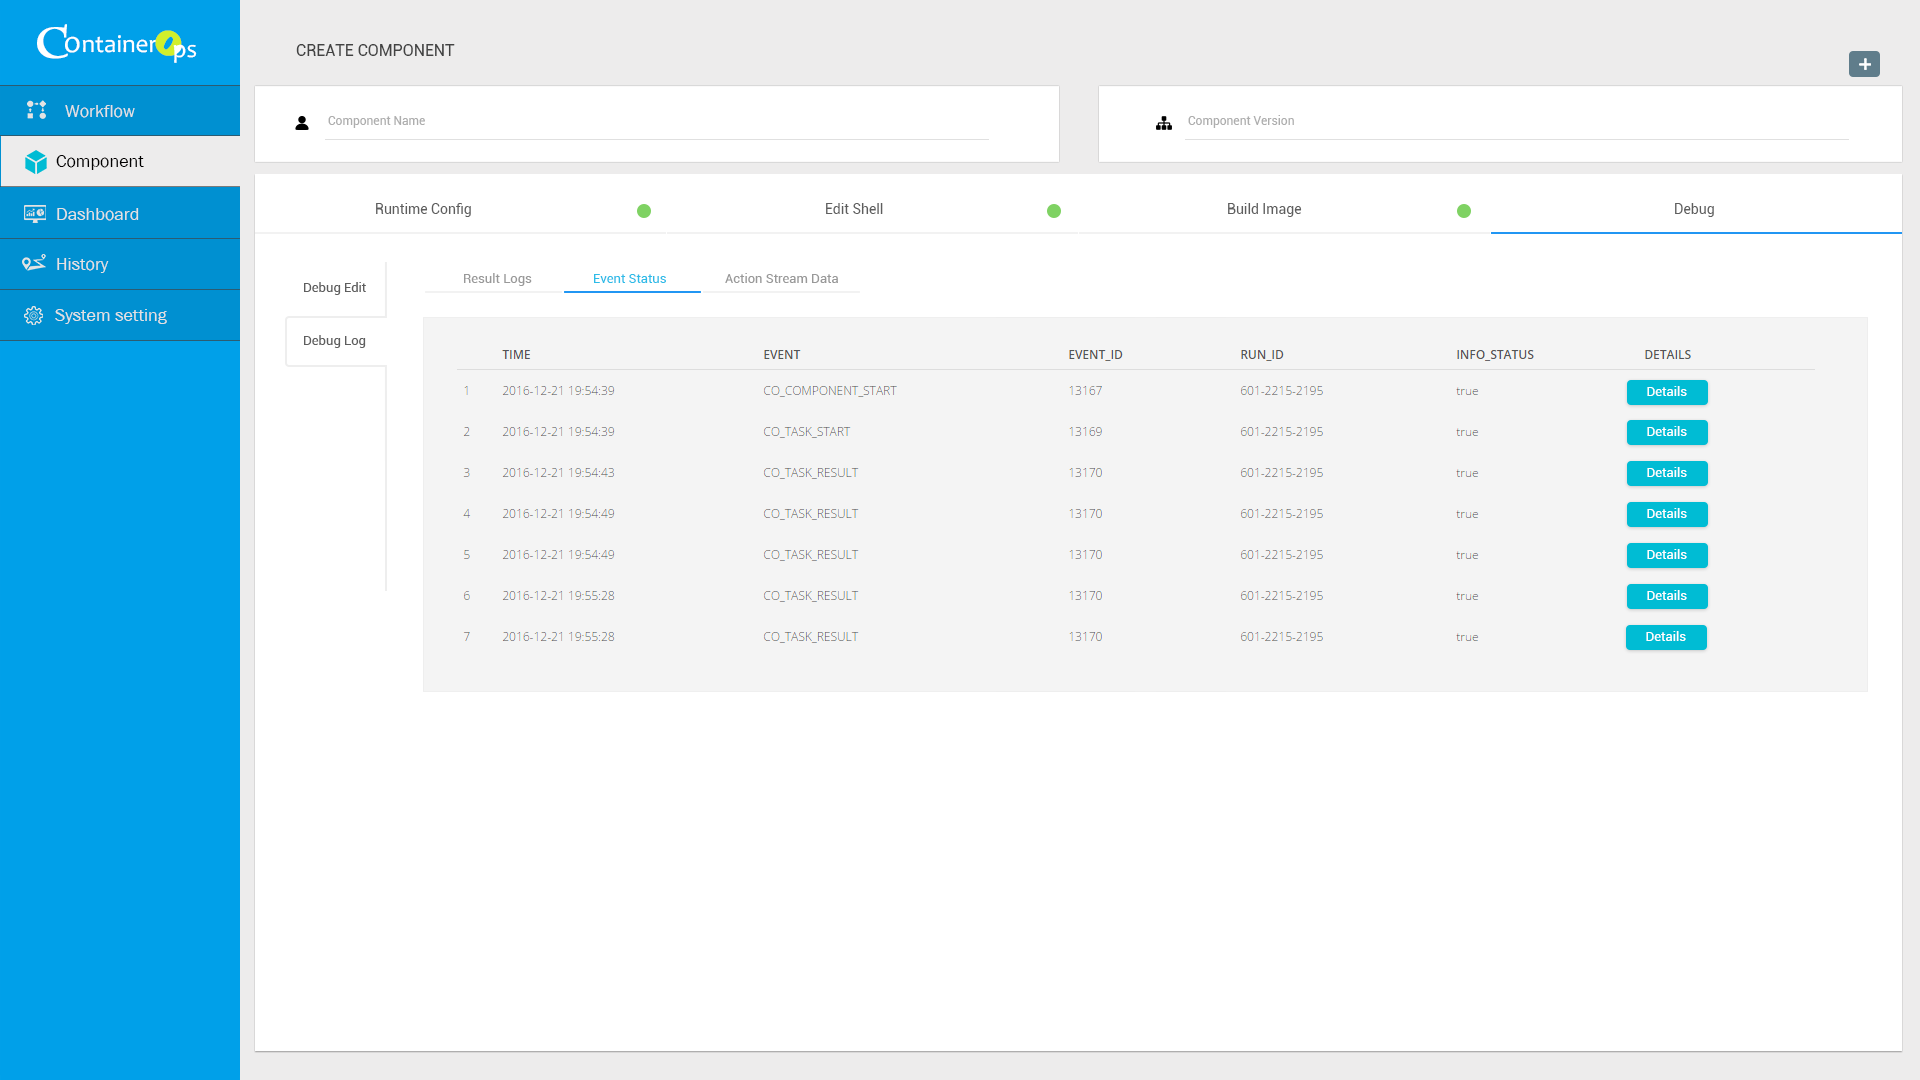 ContainerOps
CREATE COMPONENT
Workflow
Component
Dashboard
History
System setting
Component Name
Component Version
Runtime Config
Edit Shell
Build Image
Debug
Debug Edit
Debug Log
Result Logs
Event Status
Action Stream Data
TIME EVENT EVENT_ID RUN_ID INFO_STATUS DETAILS
1 2016-12-21 19:54:39 CO_COMPONENT_START 13167 601-2215-2195 true Details
2 2016-12-21 19:54:39 CO_TASK_START 13169 601-2215-2195 true Details
3 2016-12-21 19:54:43 CO_TASK_RESULT 13170 601-2215-2195 true Details
4 2016-12-21 19:54:49 CO_TASK_RESULT 13170 601-2215-2195 true Details
5 2016-12-21 19:54:49 CO_TASK_RESULT 13170 601-2215-2195 true Details
6 2016-12-21 19:55:28 CO_TASK_RESULT 13170 601-2215-2195 true Details
7 2016-12-21 19:55:28 CO_TASK_RESULT 13170 601-2215-2195 true Details